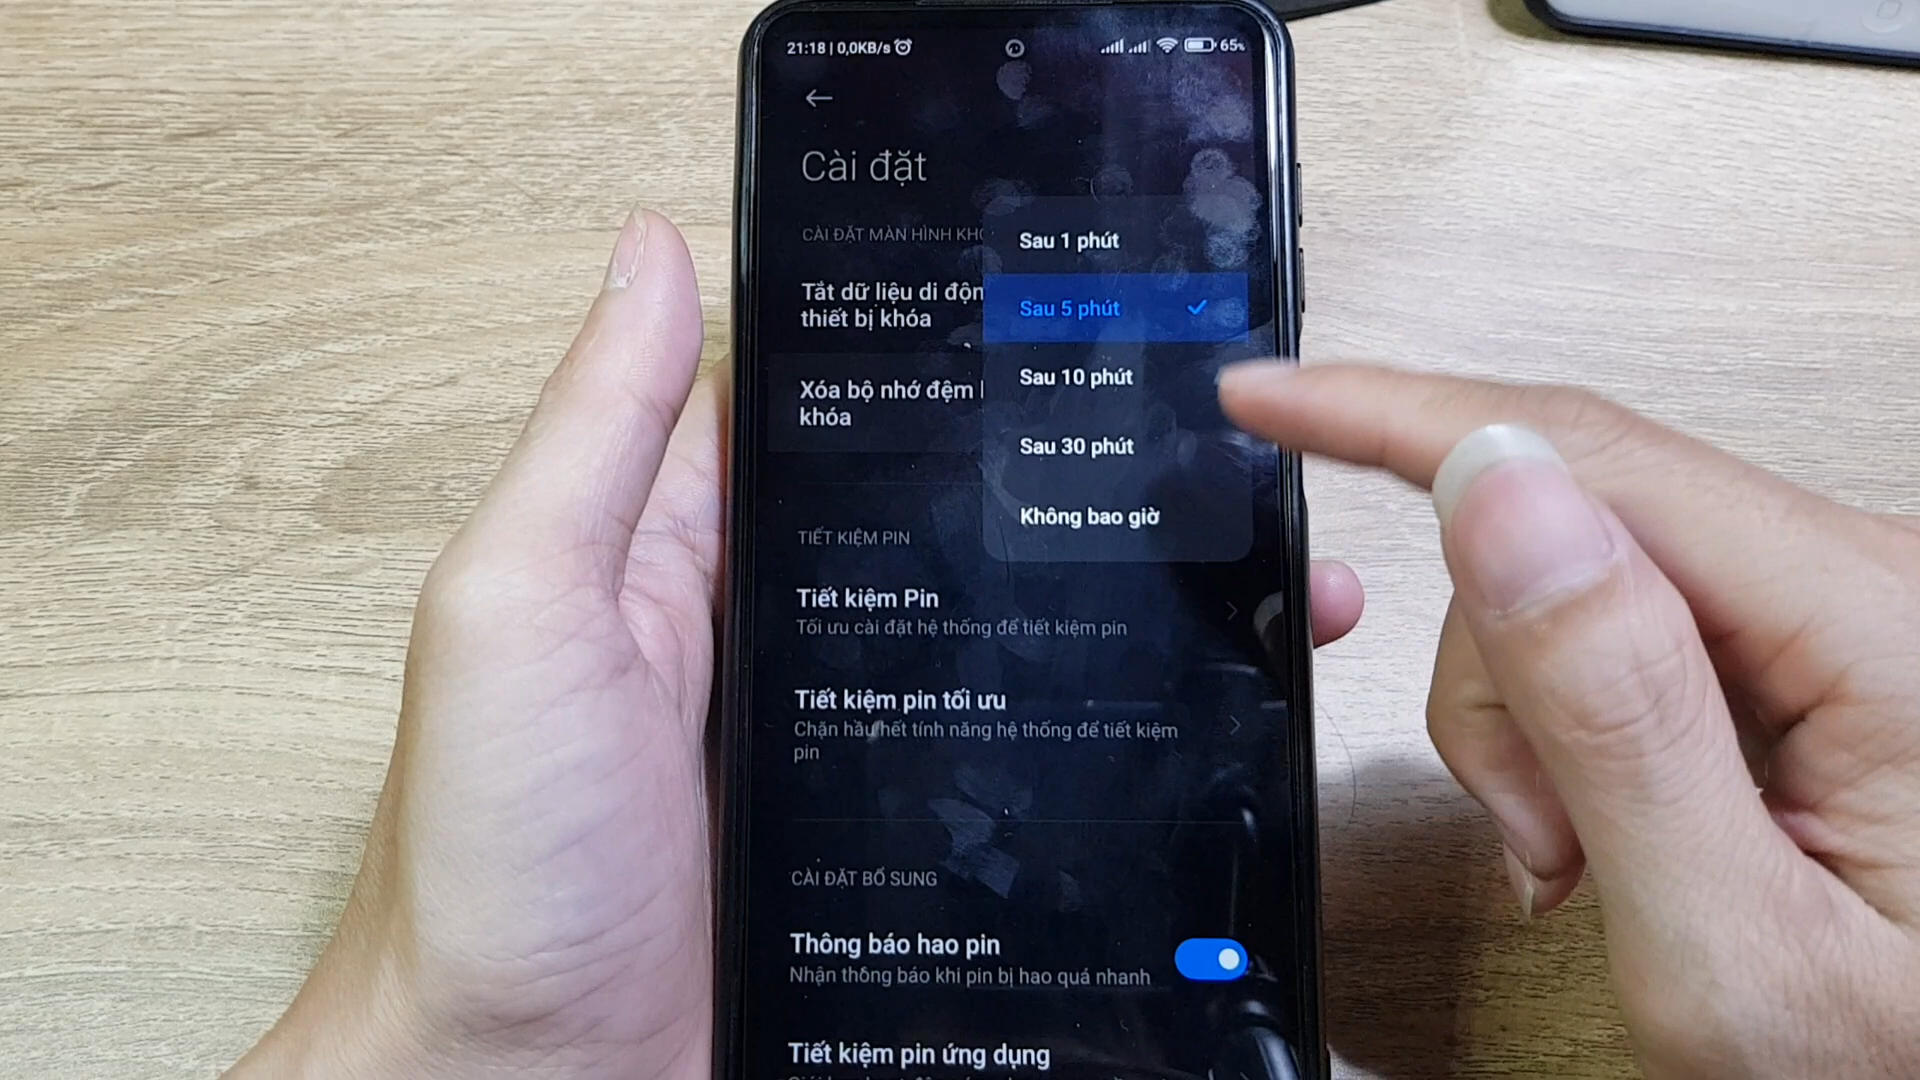 21:18 | 0,0KB/s
65%
Cài đặt
CÀI ĐẶT MÀN HÌNH
Sau 1 phút
Tắt dữ liệu di
thiết bị khóa
Sau 5 phút
Sau 10 phút
Xóa bộ nhớ đệm
khóa
Sau 30 phút
Không bao giờ
TIẾT KIỆM PIN
Tiết kiệm Pin
Tối ưu cài đặt hệ thống để tiết kiệm pin
Tiết kiệm pin tối ưu
Chặn hầu hết tính năng hệ thống để tiết kiệm
pin
CÀI ĐẶT BỔ SUNG
Thông báo hao pin
Nhận thông báo khi pin bị hao quá nhanh
Tiết kiệm pin ứng dụng